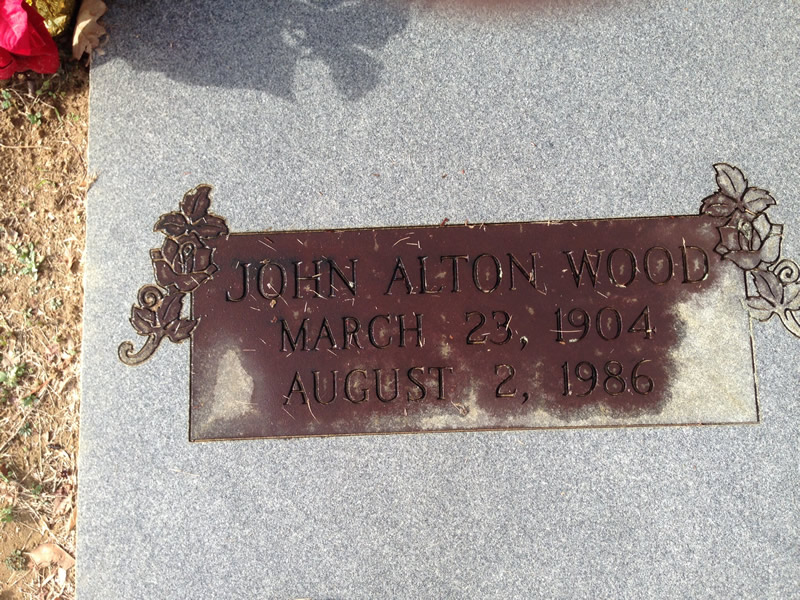 JOHN ALTON WOOD
MARCH 23, 1904
AUGUST 2, 1986